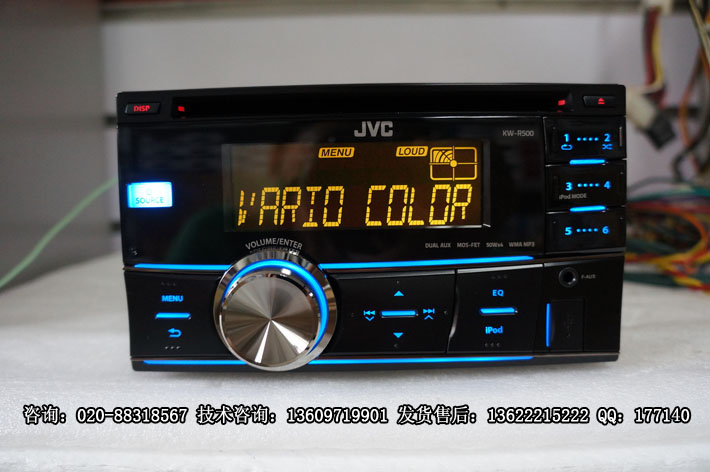 DISP
JVC
KW-R500
MENU LOUD
VARIO COLOR
SOURCE
1 2
3 4
iPod MODE
5 6
VOLUME/ENTER
DUAL AUX MOS-FET 50Wx4 WMA MP3
MENU
EQ
F-AUX
iPod
咨询: 020-88318567 技术咨询: 13609719901 发货售后: 13622215222 QQ: 177140